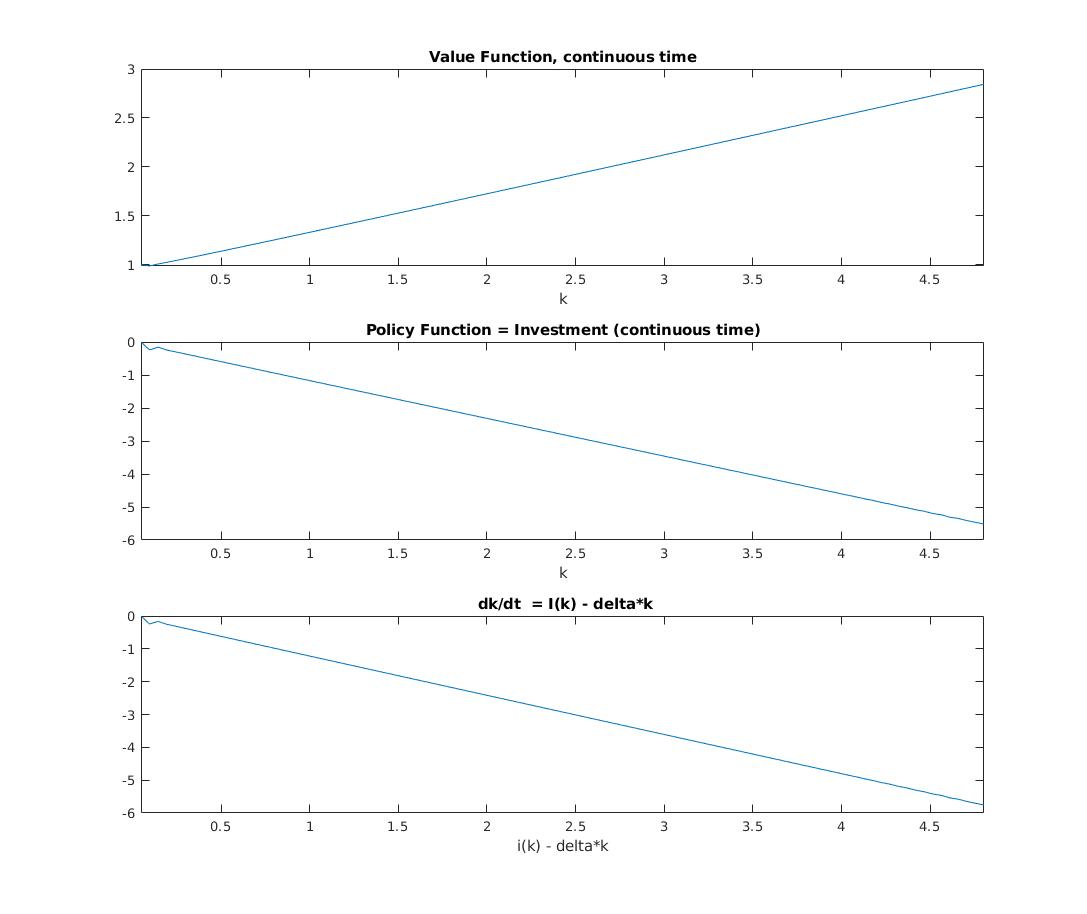 Value Function, continuous time
3
2.5
2
1.5
1
0.5 1 1.5 2 2.5 3 3.5 4 4.5
k
Policy Function = Investment (continuous time)
0
-1
-2
-3
-4
-5
-6
0.5 1 1.5 2 2.5 3 3.5 4 4.5
k
dk/dt = I(k) - delta*k
0
-1
-2
-3
-4
-5
-6
0.5 1 1.5 2 2.5 3 3.5 4 4.5
i(k) - delta*k